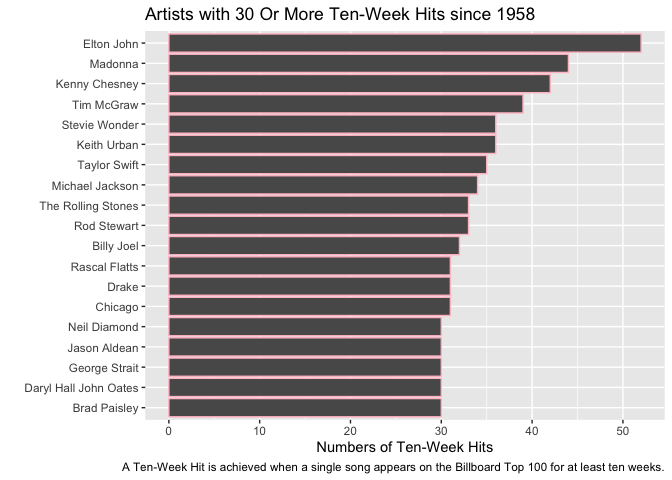 Artists with 30 Or More Ten-Week Hits since 1958
Elton John
Madonna
Kenny Chesney
Tim McGraw
Stevie Wonder
Keith Urban
Taylor Swift
Michael Jackson
The Rolling Stones
Rod Stewart
Billy Joel
Rascal Flatts
Drake
Chicago
Neil Diamond
Jason Aldean
George Strait
Daryl Hall John Oates
Brad Paisley
0 10 20 30 40 50
Numbers of Ten-Week Hits
A Ten-Week Hit is achieved when a single song appears on the Billboard Top 100 for at least ten weeks.